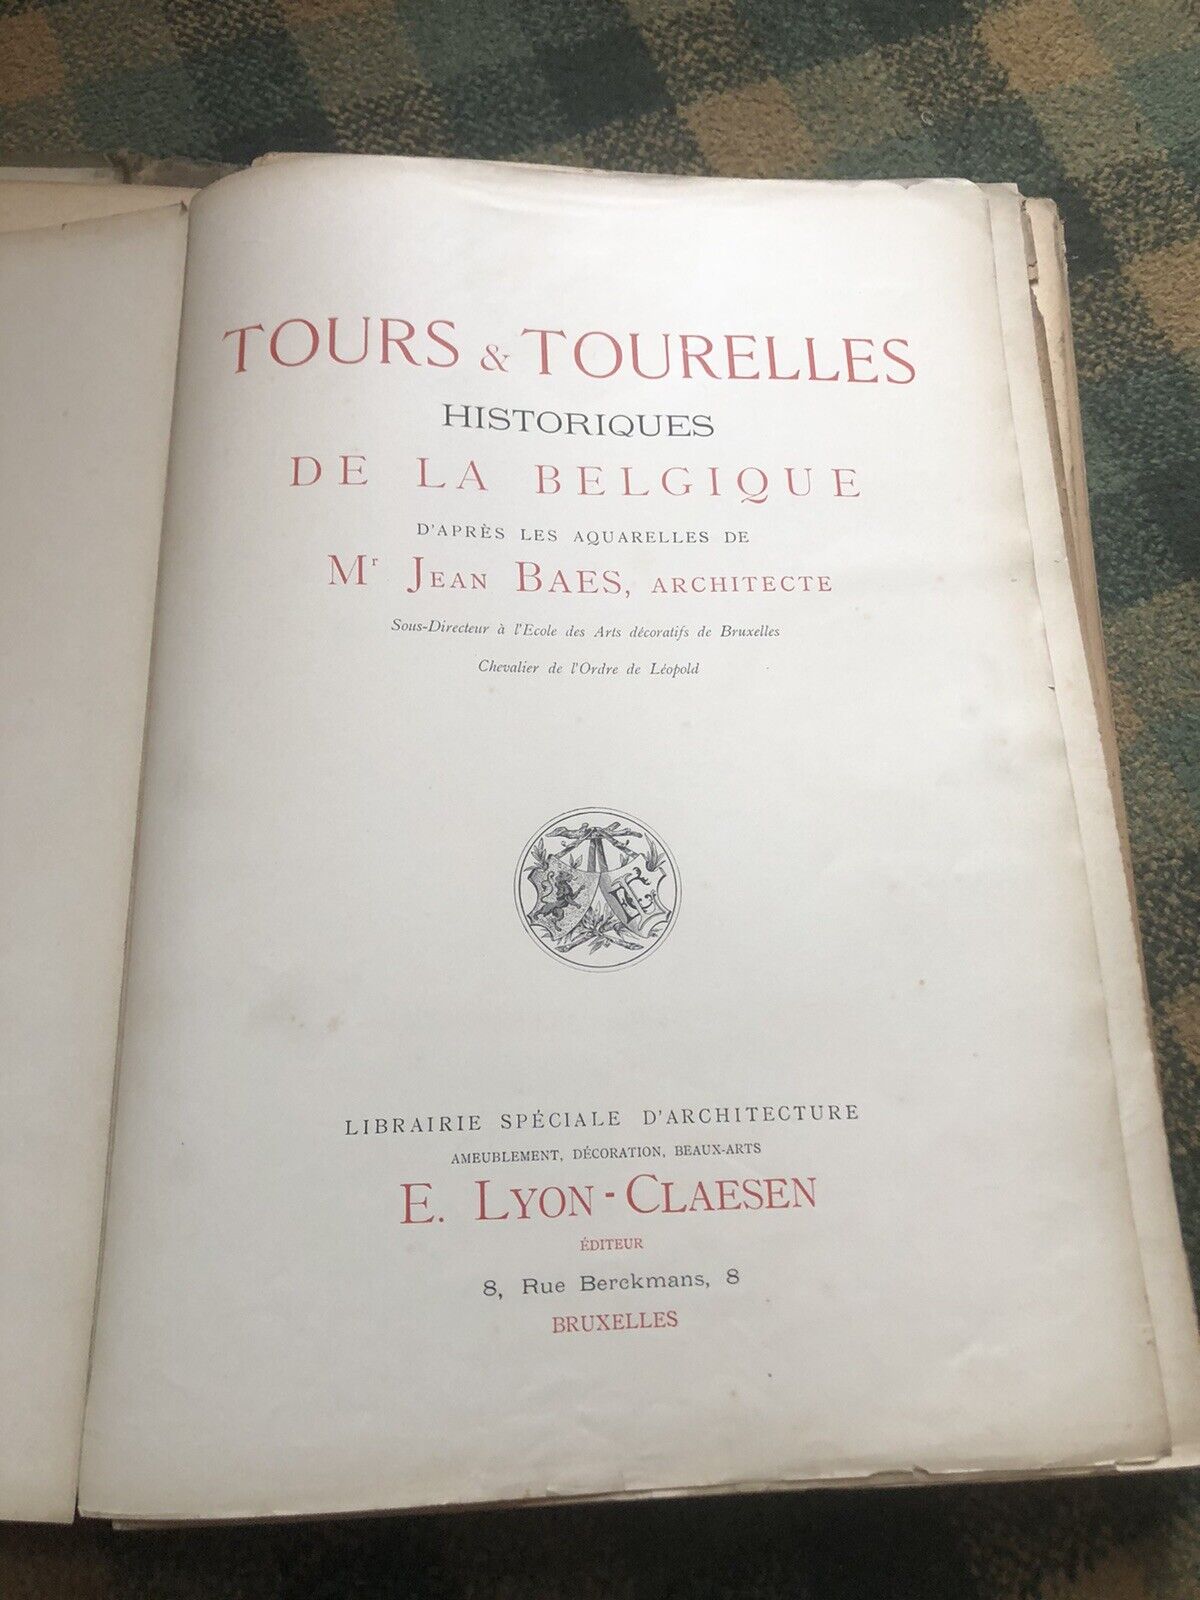 TOURS & TOURELLES
HISTORIQUES
DE LA BELGIQUE
D'APRÈS LES AQUARELLES DE
Mr JEAN BAES, ARCHITECTE
Sous-Directeur à l'Ecole des Arts décoratifs de Bruxelles
Chevalier de l'Ordre de Léopold
LIBRAIRIE SPÉCIALE D'ARCHITECTURE
AMEUBLEMENT, DÉCORATION, BEAUX-ARTS
E. LYON-CLAESEN
ÉDITEUR
8, Rue Berckmans, 8
BRUXELLES